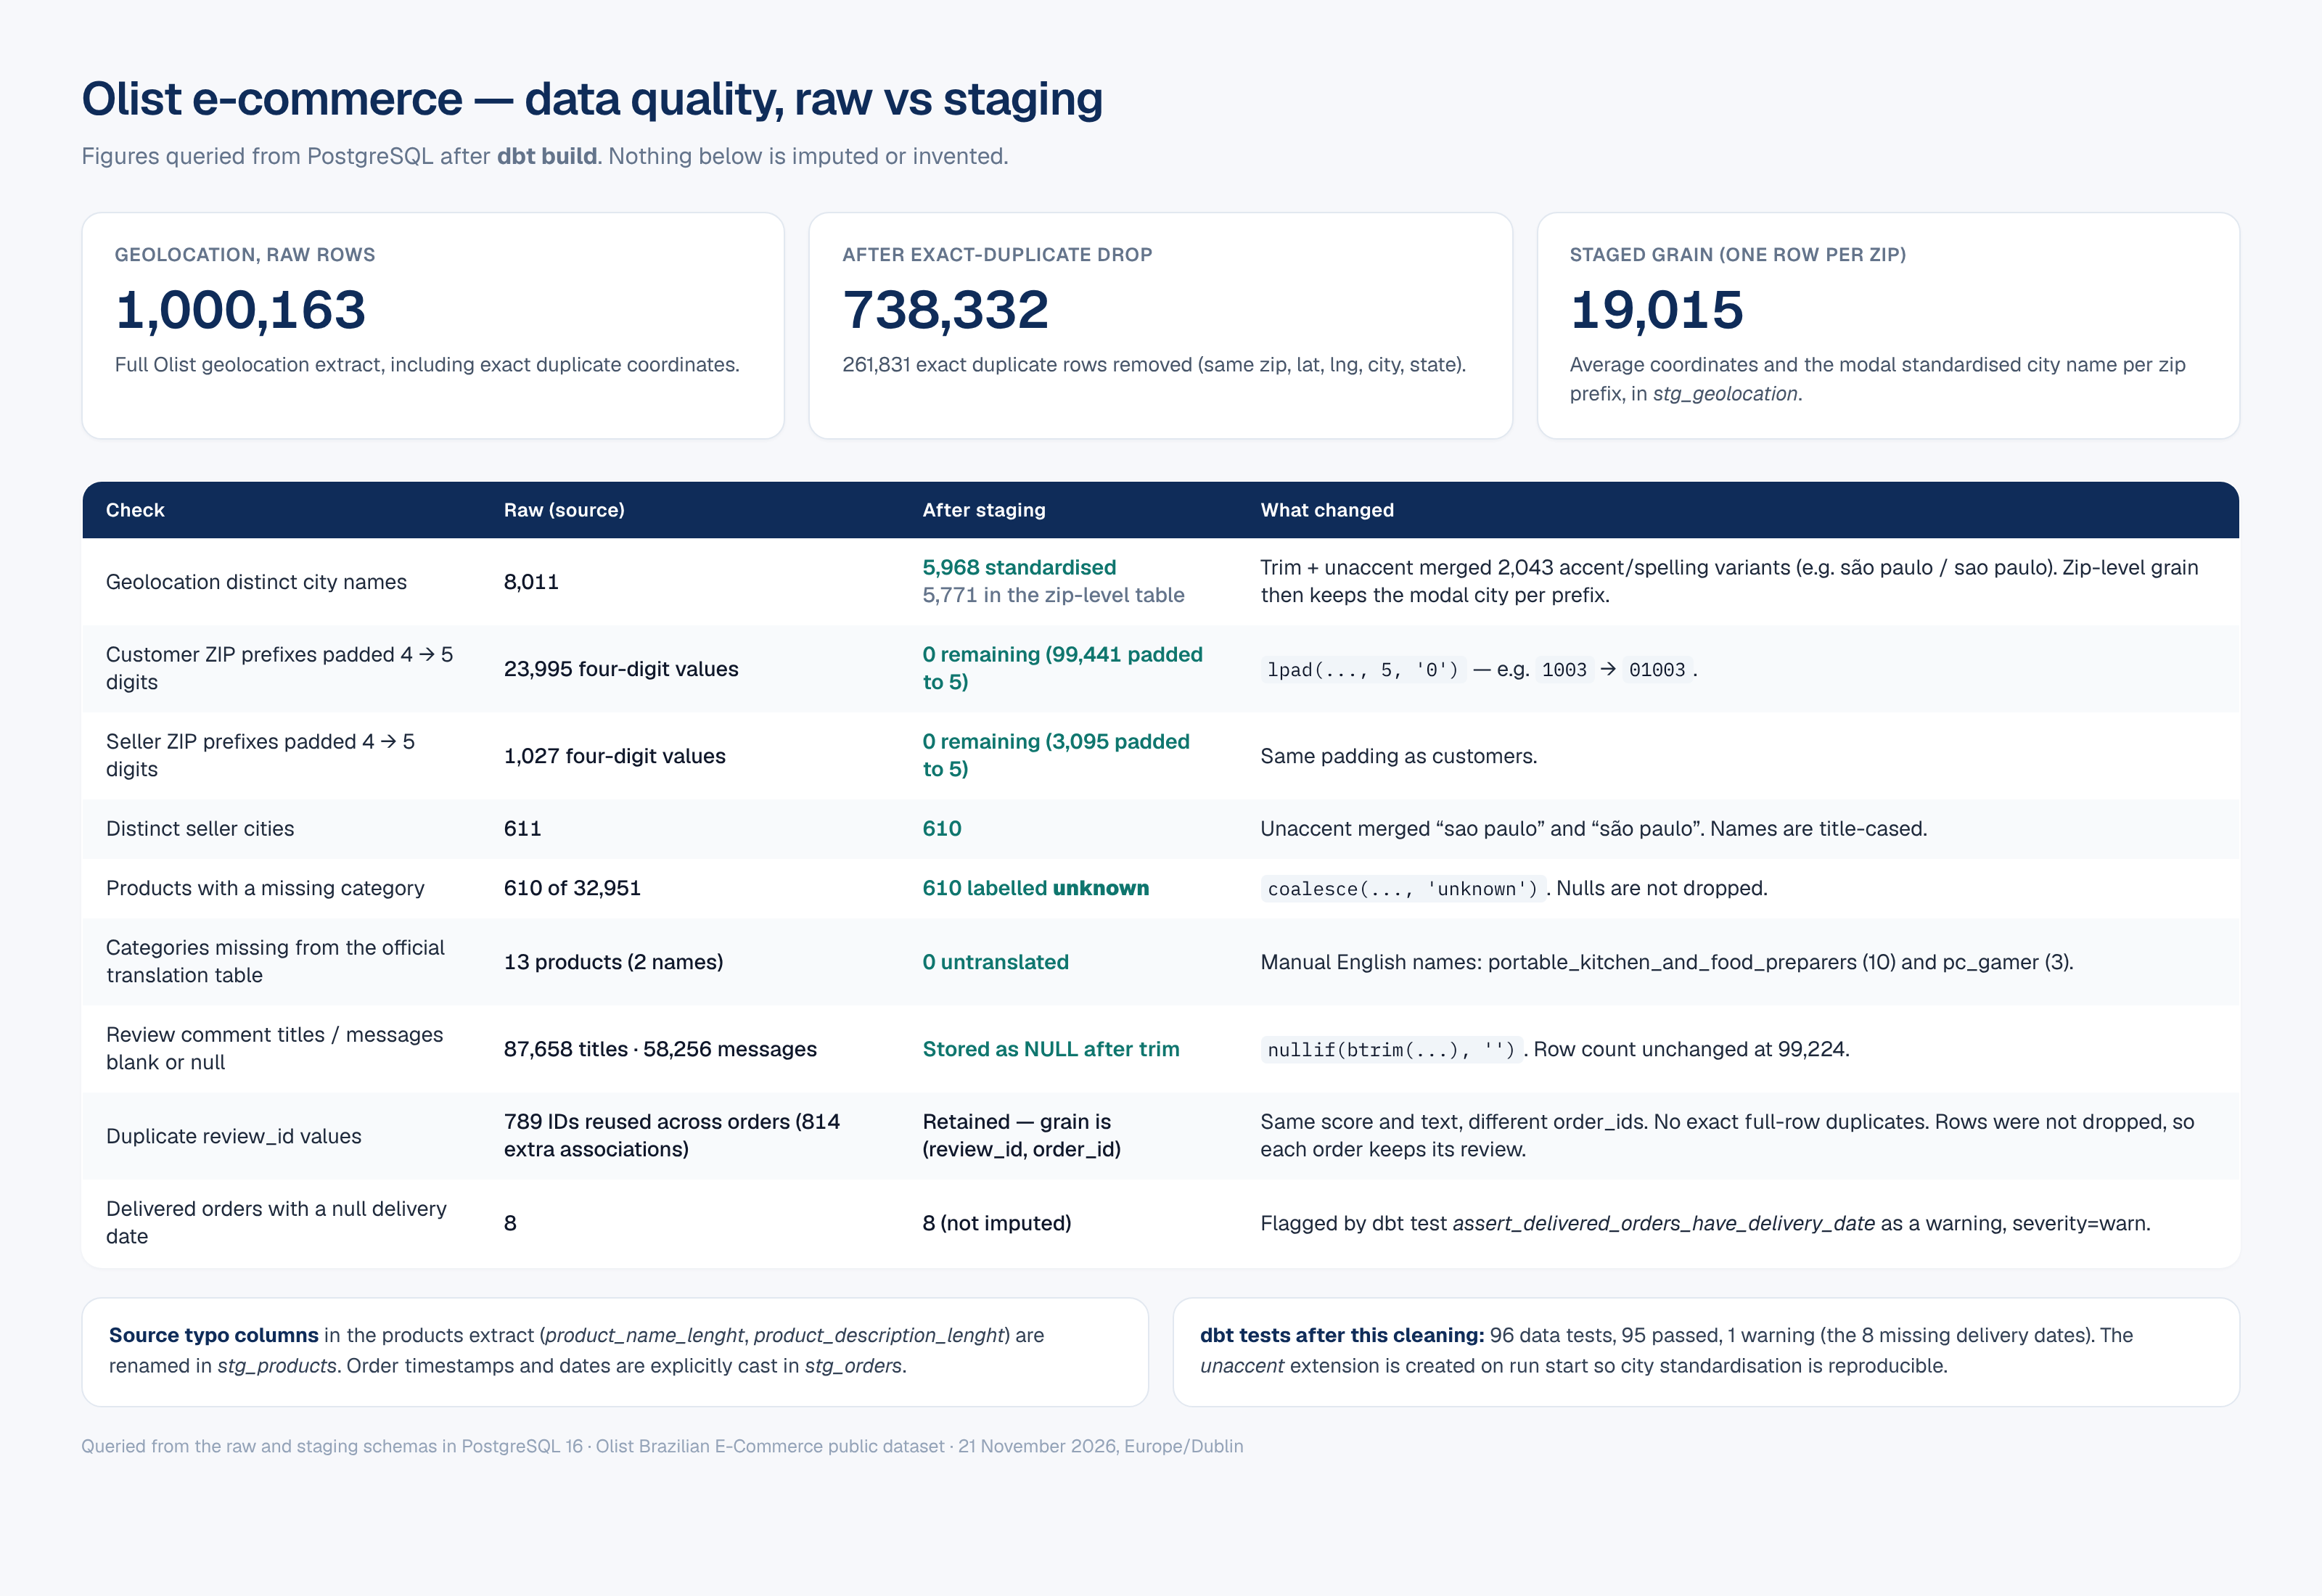 Olist e-commerce — data quality, raw vs staging
Figures queried from PostgreSQL after dbt build. Nothing below is imputed or invented.
GEOLOCATION, RAW ROWS
1,000,163
Full Olist geolocation extract, including exact duplicate coordinates.
AFTER EXACT-DUPLICATE DROP
738,332
261,831 exact duplicate rows removed (same zip, lat, lng, city, state).
STAGED GRAIN (ONE ROW PER ZIP)
19,015
Average coordinates and the modal standardised city name per zip
prefix, in stg_geolocation.
Check Raw (source) After staging What changed
Geolocation distinct city names
8,011
5,968 standardised
5,771 in the zip-level table
Trim + unaccent merged 2,043 accent/spelling variants (e.g. são paulo / sao paulo). Zip-level grain
then keeps the modal city per prefix.
Customer ZIP prefixes padded 4 → 5
digits
23,995 four-digit values
0 remaining (99,441 padded
to 5)
lpad(..., 5, '0') — e.g. 1003 → 01003.
Seller ZIP prefixes padded 4 → 5
digits
1,027 four-digit values
0 remaining (3,095 padded
to 5)
Same padding as customers.
Distinct seller cities
611
610
Unaccent merged “sao paulo” and “são paulo”. Names are title-cased.
Products with a missing category
610 of 32,951
610 labelled unknown
coalesce(..., 'unknown'). Nulls are not dropped.
Categories missing from the official
translation table
13 products (2 names)
0 untranslated
Manual English names: portable_kitchen_and_food_preparers (10) and pc_gamer (3).
Review comment titles / messages
blank or null
87,658 titles · 58,256 messages
Stored as NULL after trim
nullif(btrim(...), ''). Row count unchanged at 99,224.
Duplicate review_id values
789 IDs reused across orders (814
extra associations)
Retained — grain is
(review_id, order_id)
Same score and text, different order_ids. No exact full-row duplicates. Rows were not dropped, so
each order keeps its review.
Delivered orders with a null delivery
date
8
8 (not imputed)
Flagged by dbt test assert_delivered_orders_have_delivery_date as a warning, severity=warn.
Source typo columns in the products extract (product_name_lenght, product_description_lenght) are
renamed in stg_products. Order timestamps and dates are explicitly cast in stg_orders.
dbt tests after this cleaning: 96 data tests, 95 passed, 1 warning (the 8 missing delivery dates). The
unaccent extension is created on run start so city standardisation is reproducible.
Queried from the raw and staging schemas in PostgreSQL 16 · Olist Brazilian E-Commerce public dataset · 21 November 2026, Europe/Dublin